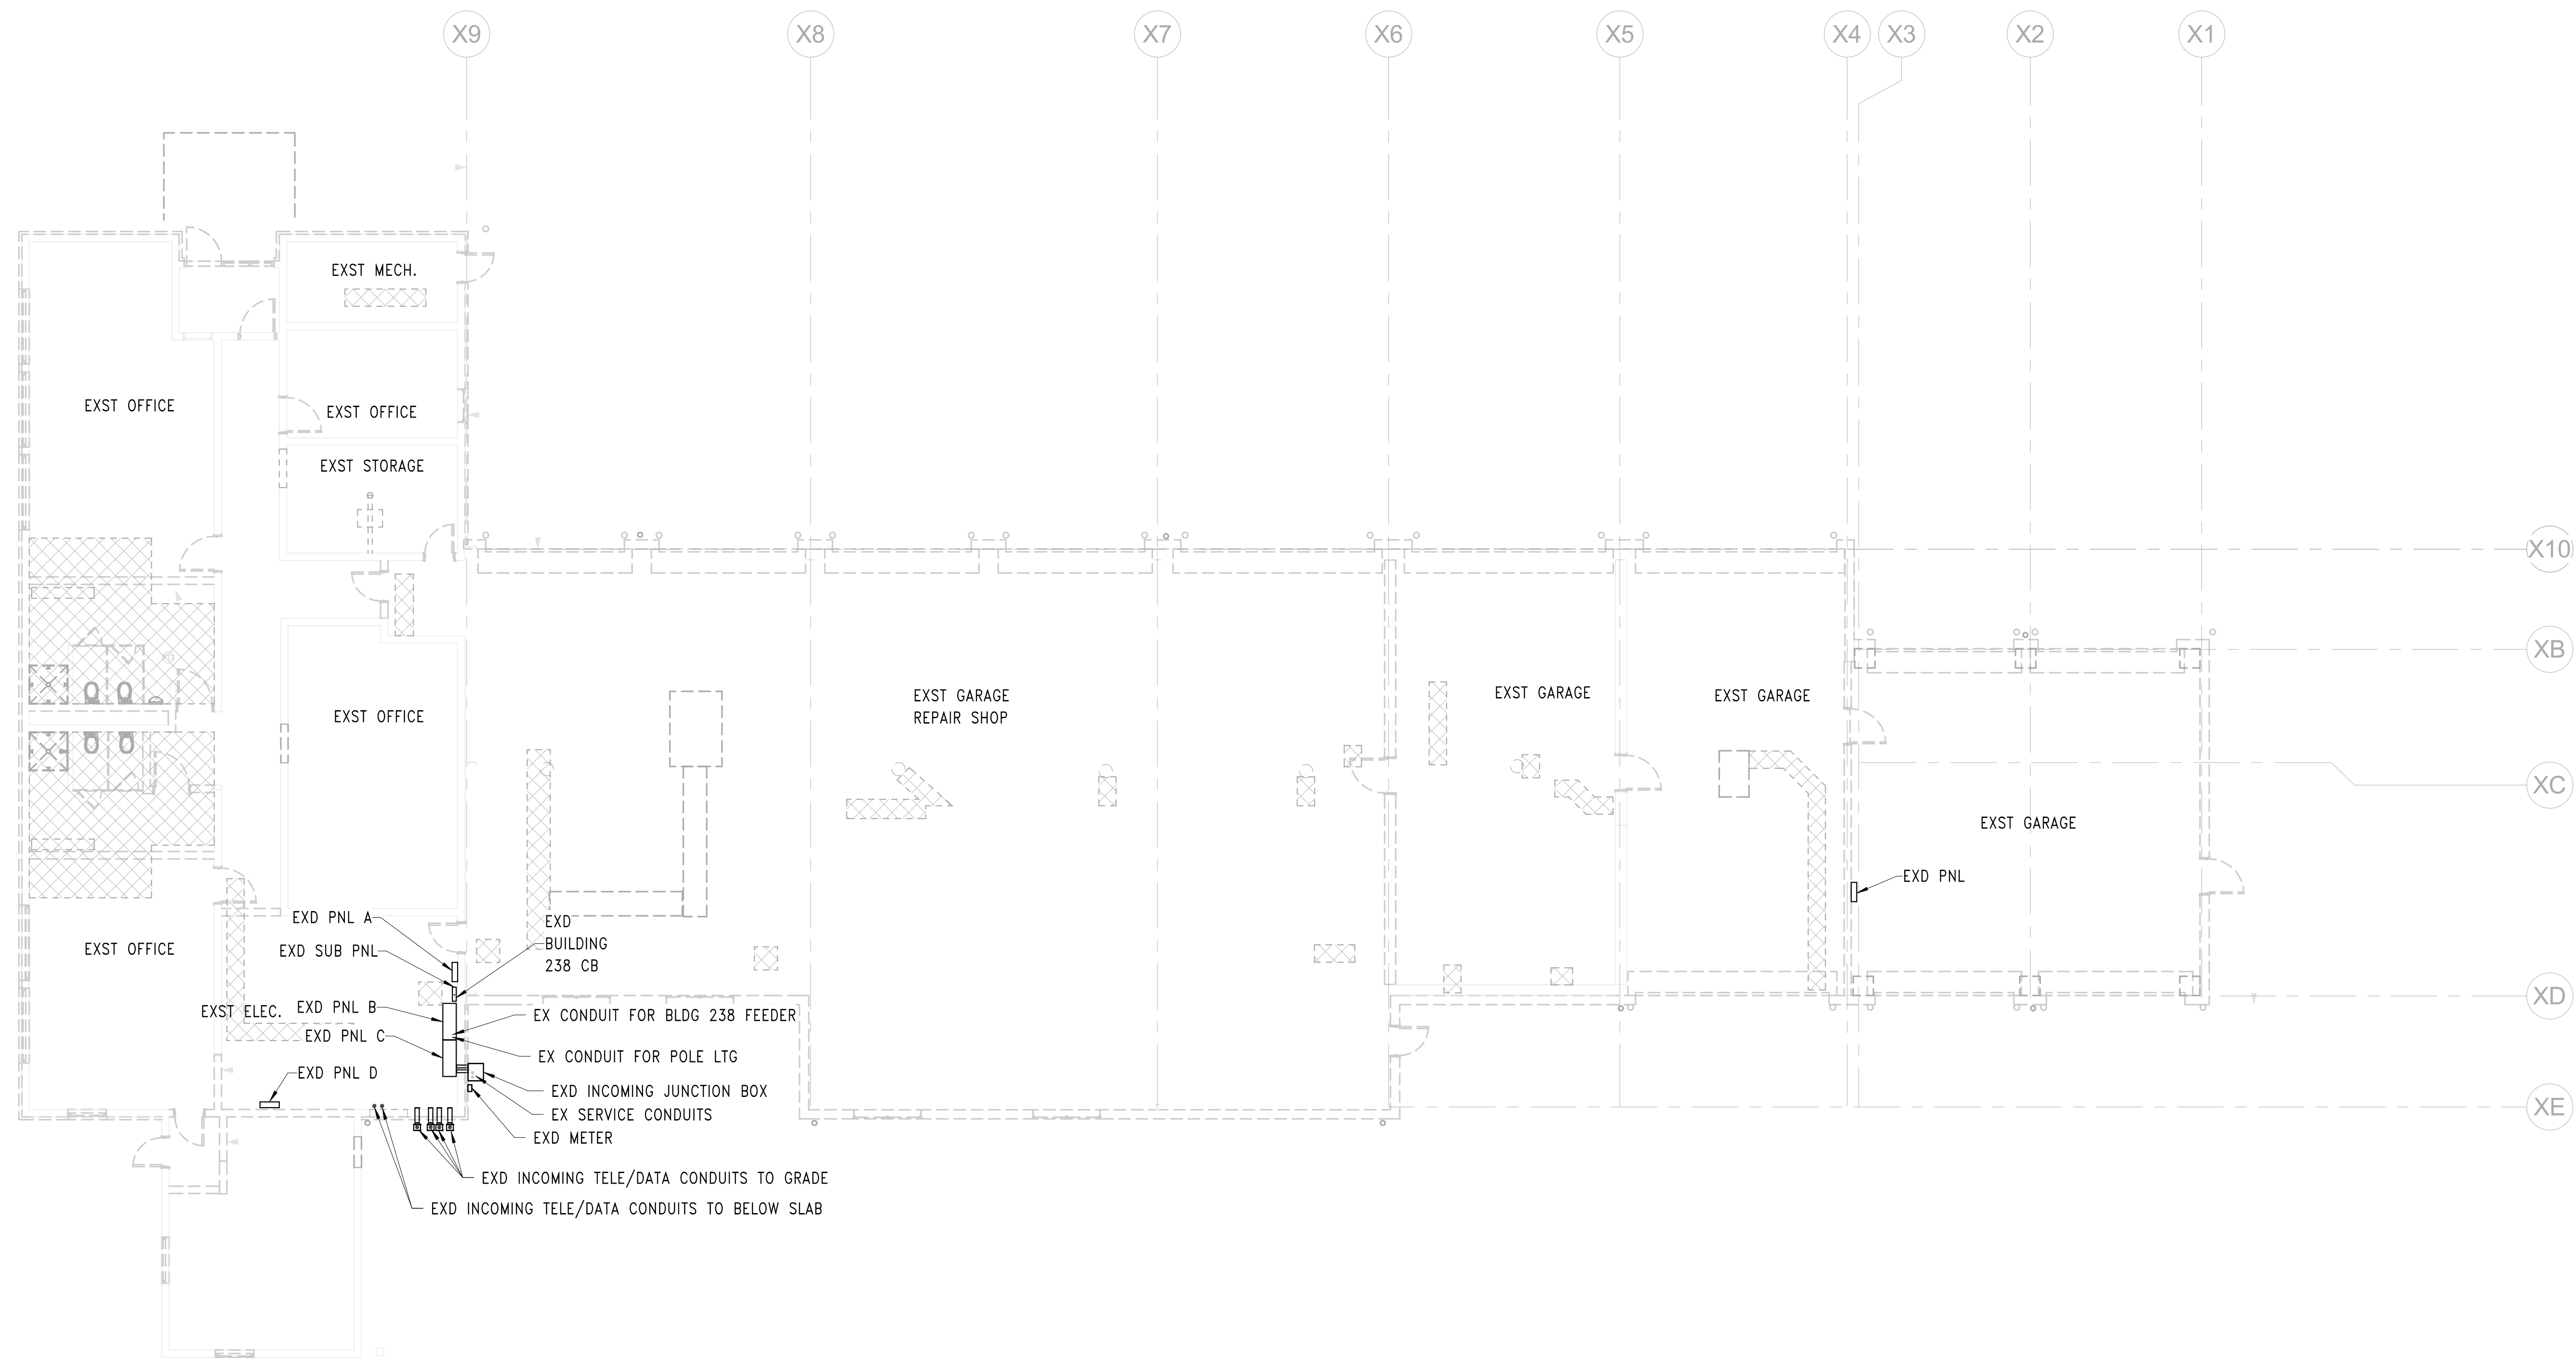 X9
X8
X7
X6
X5
X4
X3
X2
X1
EXST MECH.
EXST OFFICE
EXST OFFICE
EXST STORAGE
X10
XB
EXST OFFICE
EXST GARAGE
REPAIR SHOP
EXST GARAGE
EXST GARAGE
XC
EXST GARAGE
EXD PNL
EXST OFFICE
EXD PNL A
EXD SUB PNL
EXD
BUILDING
238 CB
XD
EXST ELEC.
EXD PNL B
EX CONDUIT FOR BLDG 238 FEEDER
EXD PNL C
EX CONDUIT FOR POLE LTG
EXD PNL D
EXD INCOMING JUNCTION BOX
EX SERVICE CONDUITS
XE
EXD METER
EXD INCOMING TELE/DATA CONDUITS TO GRADE
EXD INCOMING TELE/DATA CONDUITS TO BELOW SLAB